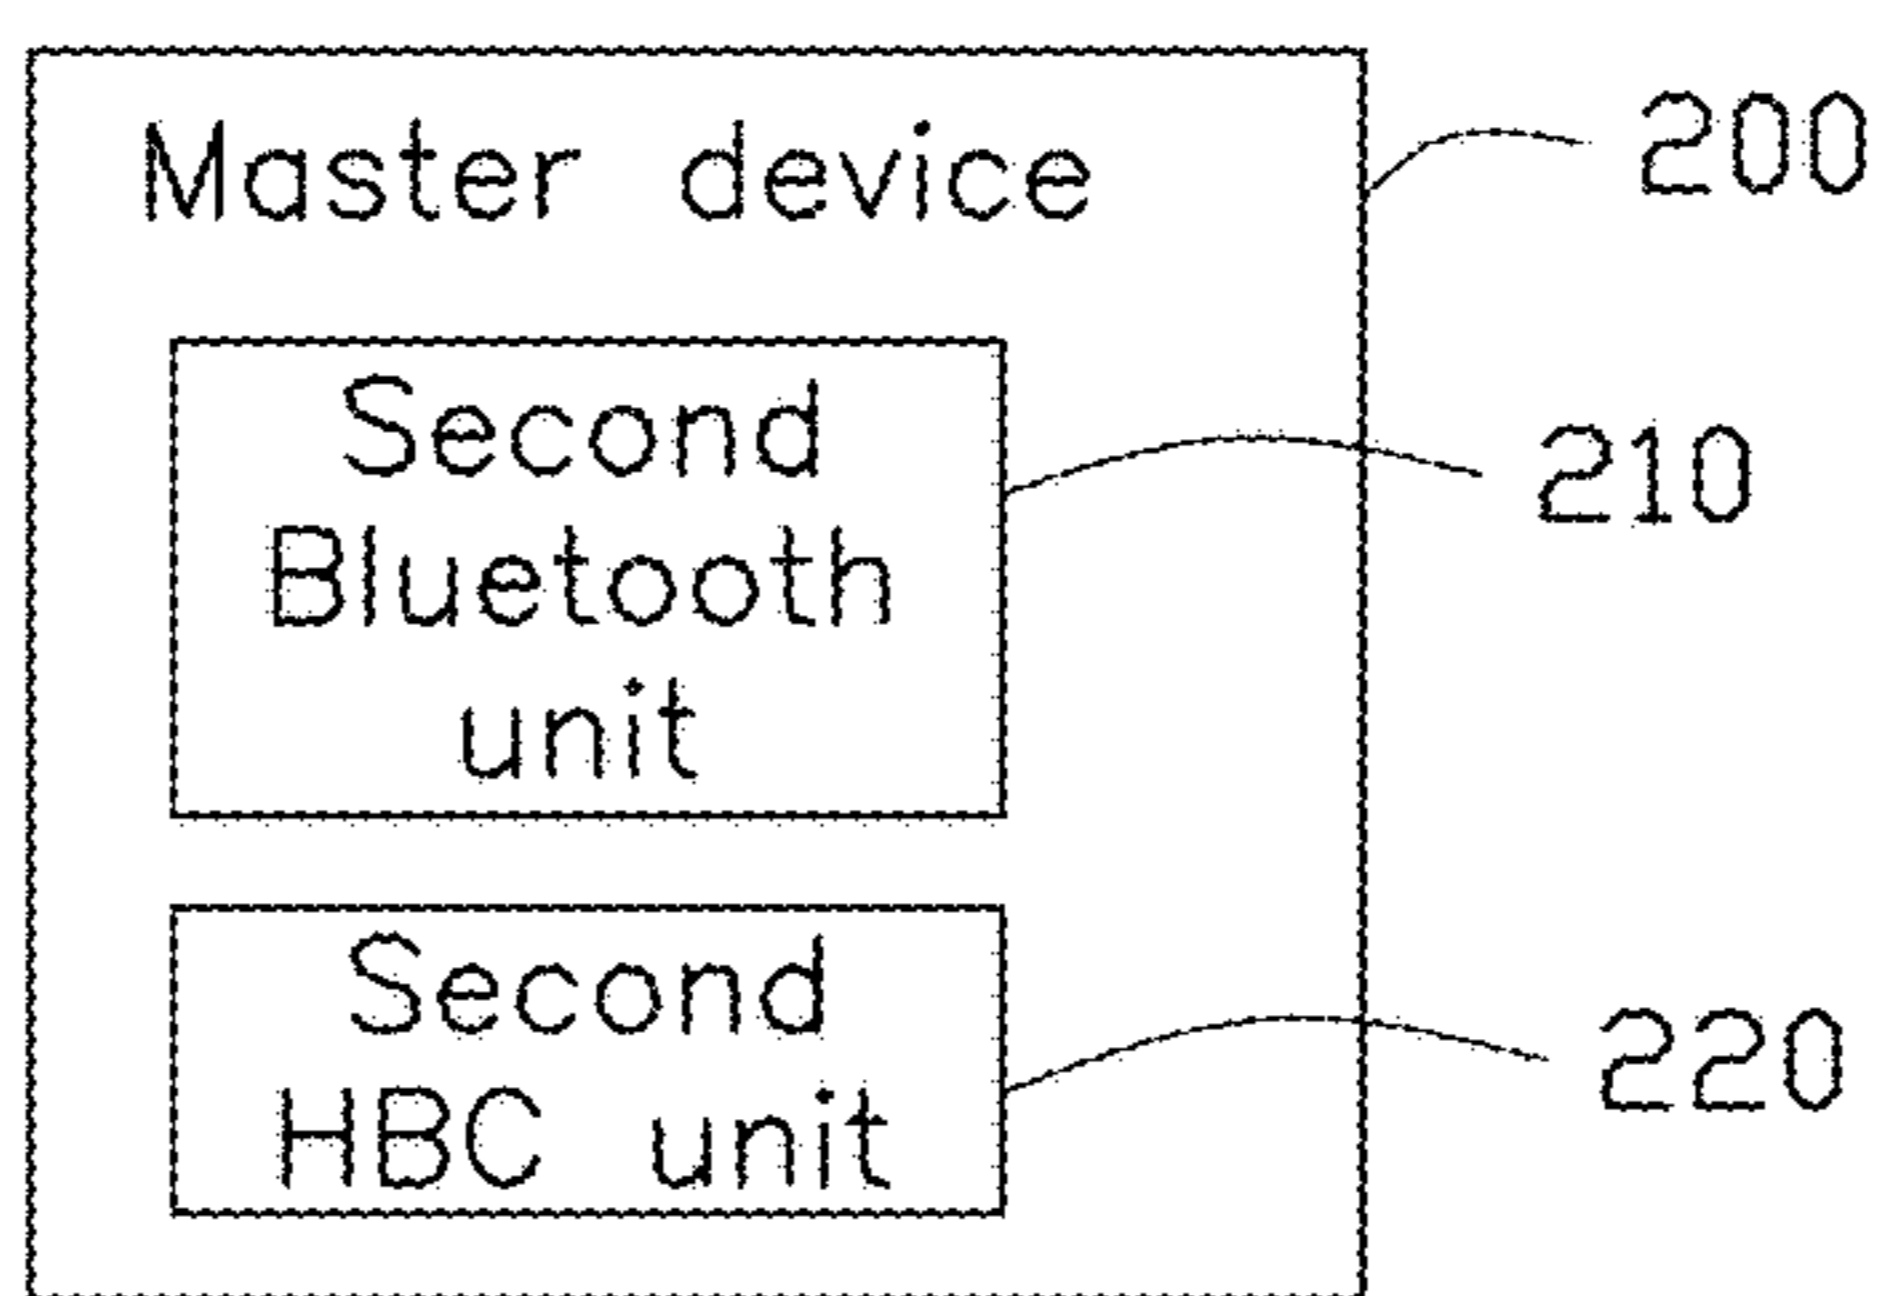 Master device
200
Second
Bluetooth
unit
210
Second
HBC unit
220